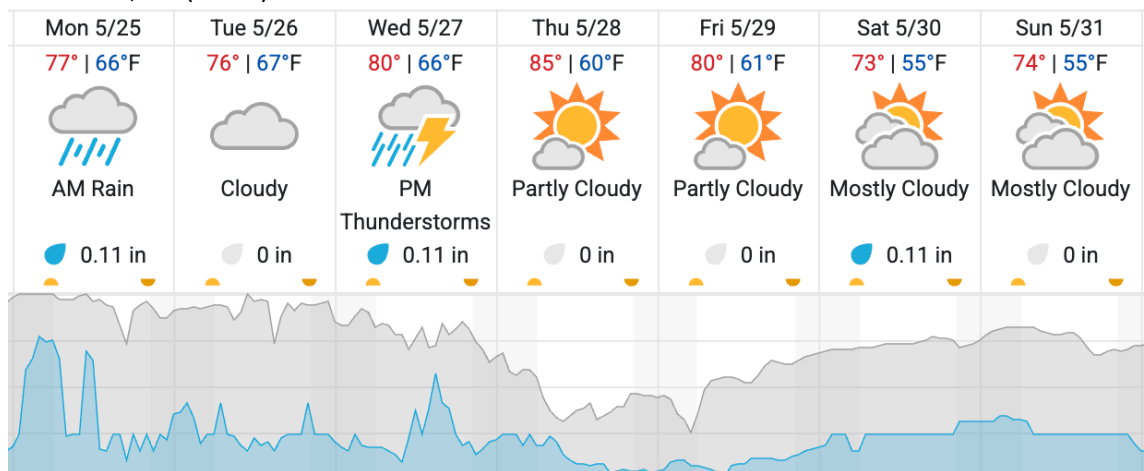 Mon 5/25 Tue 5/26 Wed 5/27 Thu 5/28 Fri 5/29 Sat 5/30 Sun 5/31
77° | 66°F 76° | 67°F 80° | 66°F 85° | 60°F 80° | 61°F 73° | 55°F 74° | 55°F
AM Rain Cloudy PM Partly Cloudy Partly Cloudy Mostly Cloudy Mostly Cloudy
Thunderstorms
0.11 in 0 in 0.11 in 0 in 0 in 0.11 in 0 in